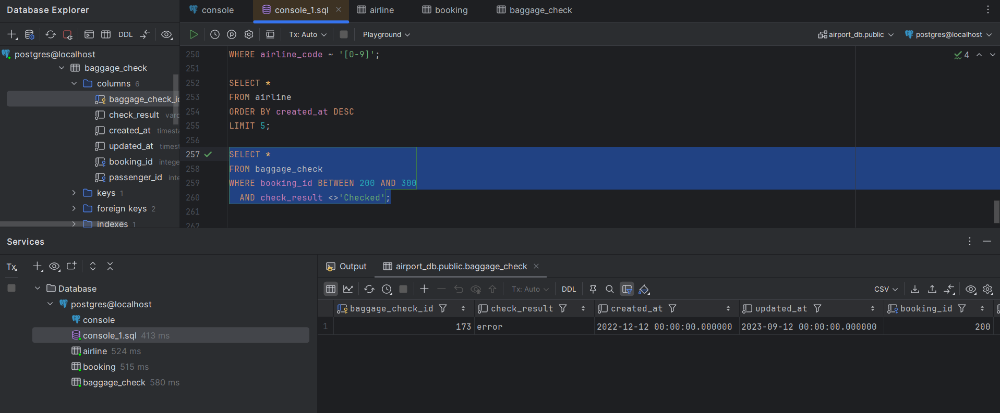 Database Explorer
console
console_1.sql
airline
booking
baggage_check
DDL
Tx: Auto
Playground
airport_db.public
postgres@localhost
postgres@localhost
baggage_check
columns 6
baggage_check_id
check_result varc
created_at timesta
updated_at timest
booking_id intege
passenger_id inte
keys 1
foreign keys 2
indexes 1
250 WHERE airline_code ~ '[0-9]';
251
252 SELECT *
253 FROM airline
254 ORDER BY created_at DESC
255 LIMIT 5;
256
257 SELECT *
258 FROM baggage_check
259 WHERE booking_id BETWEEN 200 AND 300
260 AND check_result <>'Checked';
261
262
4
Services
Tx
Database
postgres@localhost
console
console_1.sql 413 ms
airline 524 ms
booking 515 ms
baggage_check 580 ms
Output
airport_db.public.baggage_check
Tx: Auto
DDL
CSV
baggage_check_id check_result created_at updated_at booking_id
1 173 error 2022-12-12 00:00:00.000000 2023-09-12 00:00:00.000000 200